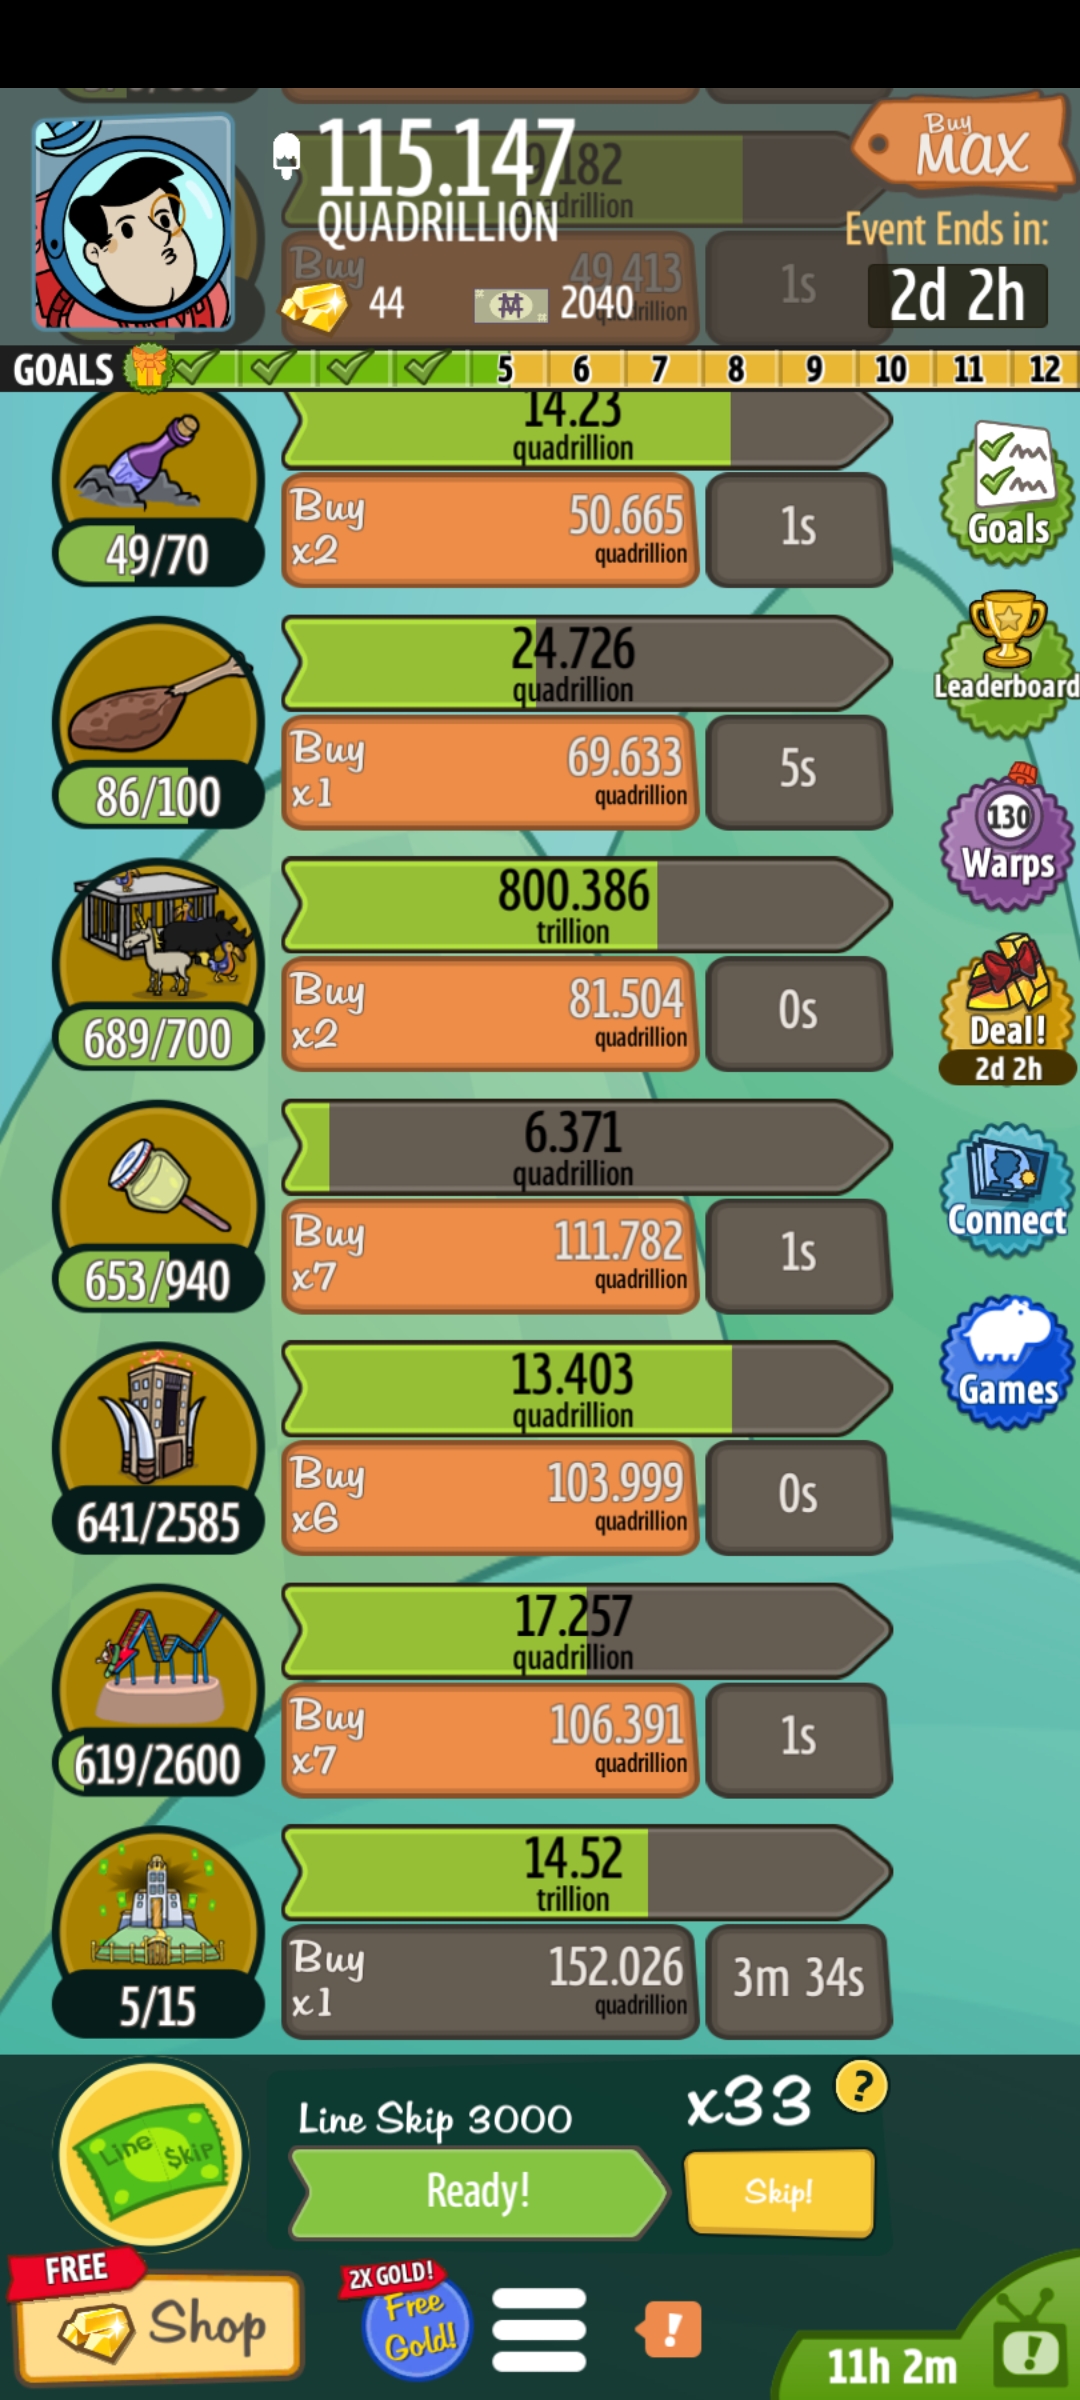 115.147
QUADRILLION
Buy
MAX
Event Ends in:
2d 2h
44
2040
Buy
49.413
1s
GOALS
5 6 7 8 9 10 11 12
14.23
quadrillion
Buy
x2
50.665
quadrillion
1s
49/70
Goals
24.726
quadrillion
Buy
x1
69.633
quadrillion
5s
86/100
Leaderboard
800.386
trillion
Buy
x2
81.504
quadrillion
0s
689/700
130
Warps
Deal!
2d 2h
6.371
quadrillion
Buy
x7
111.782
quadrillion
1s
653/940
Connect
13.403
quadrillion
Buy
x6
103.999
quadrillion
0s
641/2585
Games
17.257
quadrillion
Buy
x7
106.391
quadrillion
1s
619/2600
14.52
trillion
Buy
x1
152.026
quadrillion
3m 34s
5/15
Line $kip
Line Skip 3000
x33
?
Ready!
Skip!
FREE
Shop
2X GOLD!
Free
Gold!
!
11h 2m
!